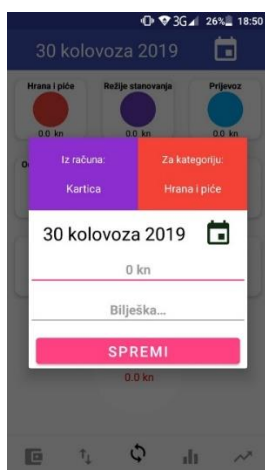 3G 26% 18:50
30 kolovoza 2019
Hrana i piće Režije stanovanja Prijevoz
0.0 kn 0.0 kn 0.0 kn
Iz računa: Za kategoriju:
Kartica Hrana i piće
30 kolovoza 2019
0 kn
Bilješka...
SPREMI
0.0 kn